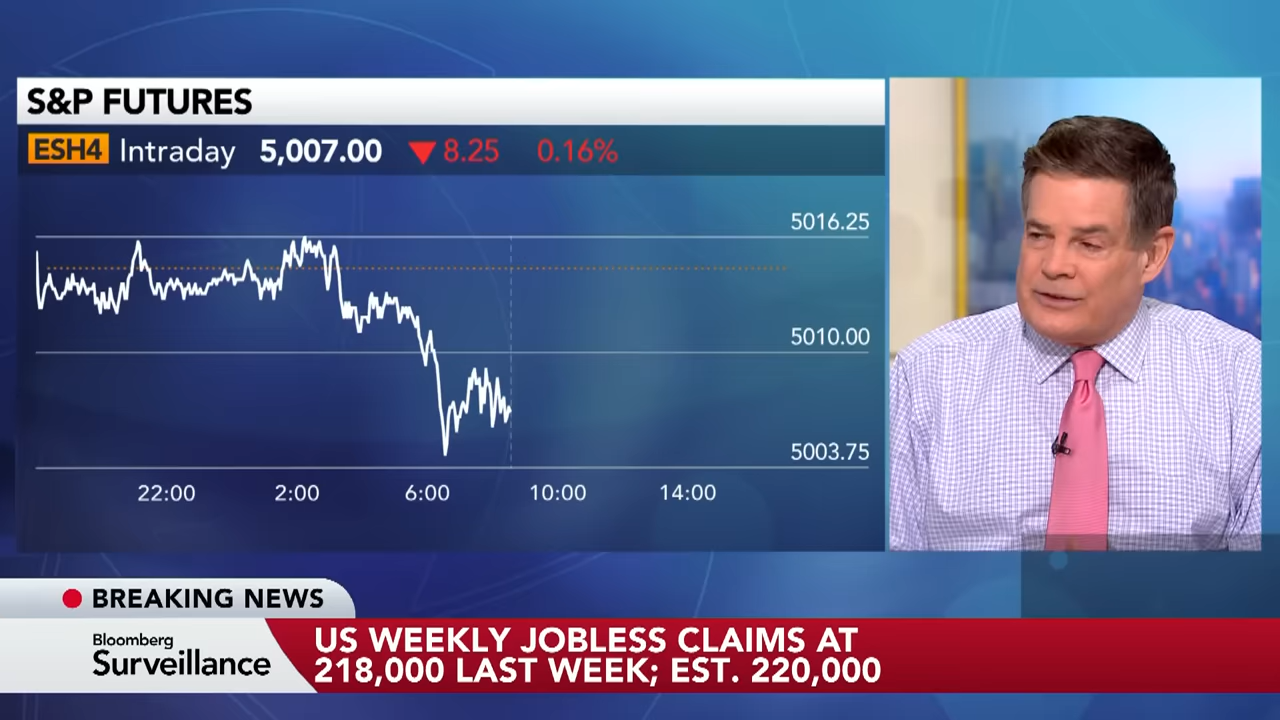 S&P FUTURES
ESH4 Intraday 5,007.00 ▼ 8.25 0.16%
5016.25
5010.00
5003.75
22:00 2:00 6:00 10:00 14:00
BREAKING NEWS
Bloomberg
Surveillance
US WEEKLY JOBLESS CLAIMS AT
218,000 LAST WEEK; EST. 220,000